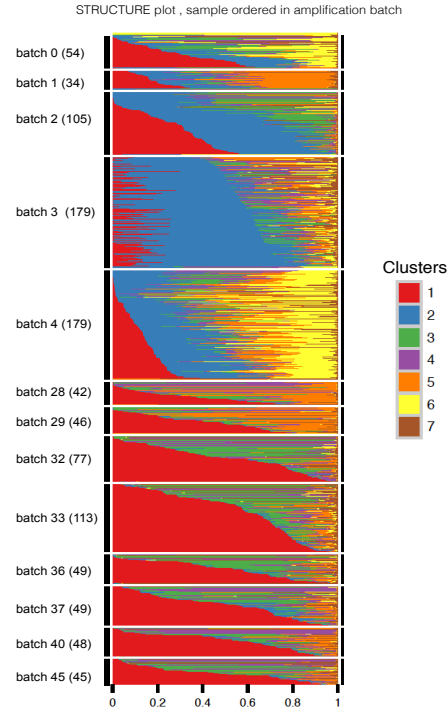 STRUCTURE plot , sample ordered in amplification batch
batch 0 (54)
batch 1 (34)
batch 2 (105)
batch 3 (179)
batch 4 (179)
batch 28 (42)
batch 29 (46)
batch 32 (77)
batch 33 (113)
batch 36 (49)
batch 37 (49)
batch 40 (48)
batch 45 (45)
0 0.2 0.4 0.6 0.8 1
Clusters
1
2
3
4
5
6
7